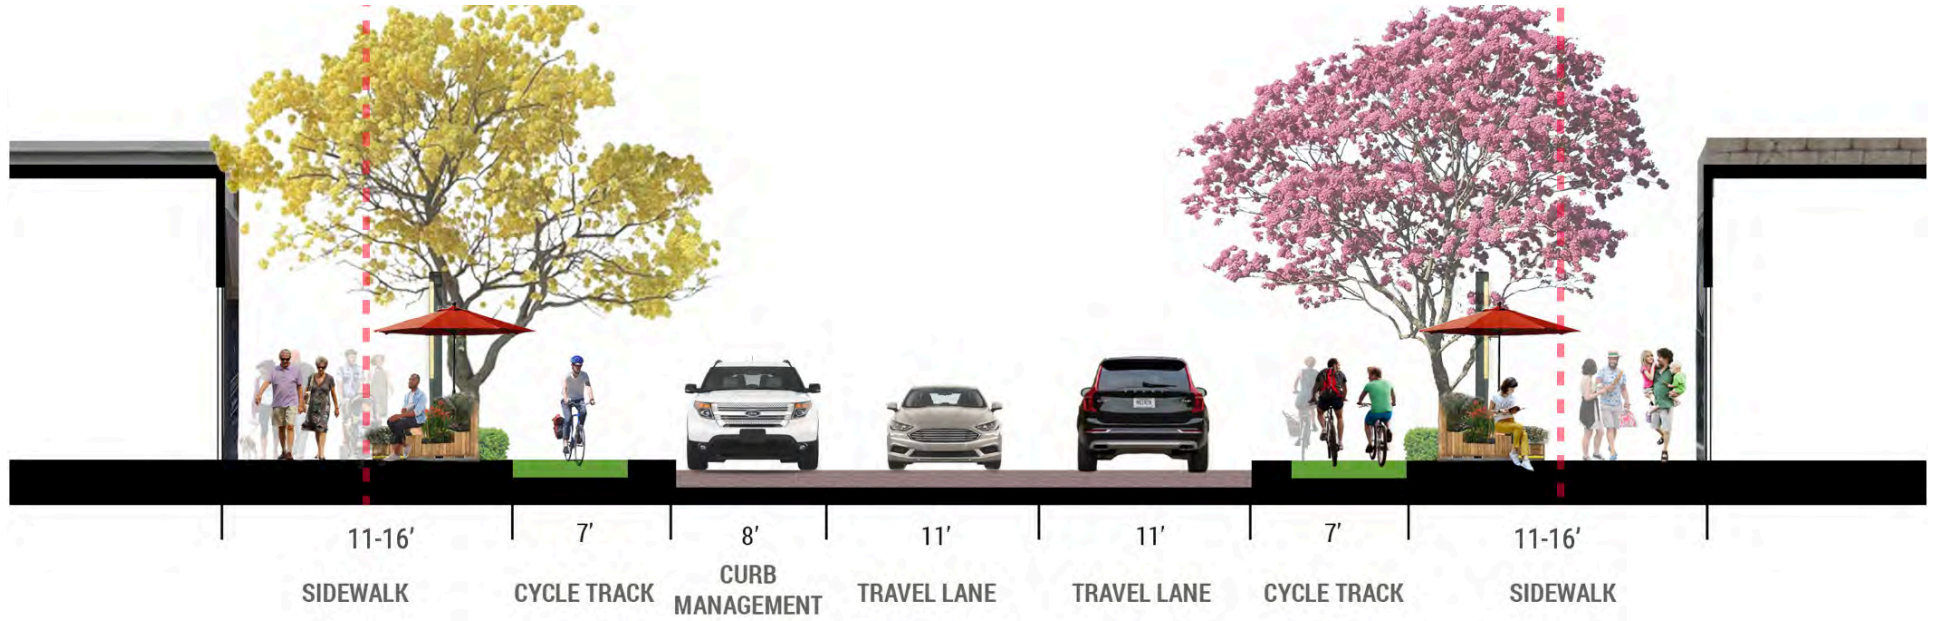 11-16’
7’
8’
11’
11’
7’
11-16’
SIDEWALK
CYCLE TRACK
CURB
MANAGEMENT
TRAVEL LANE
TRAVEL LANE
CYCLE TRACK
SIDEWALK